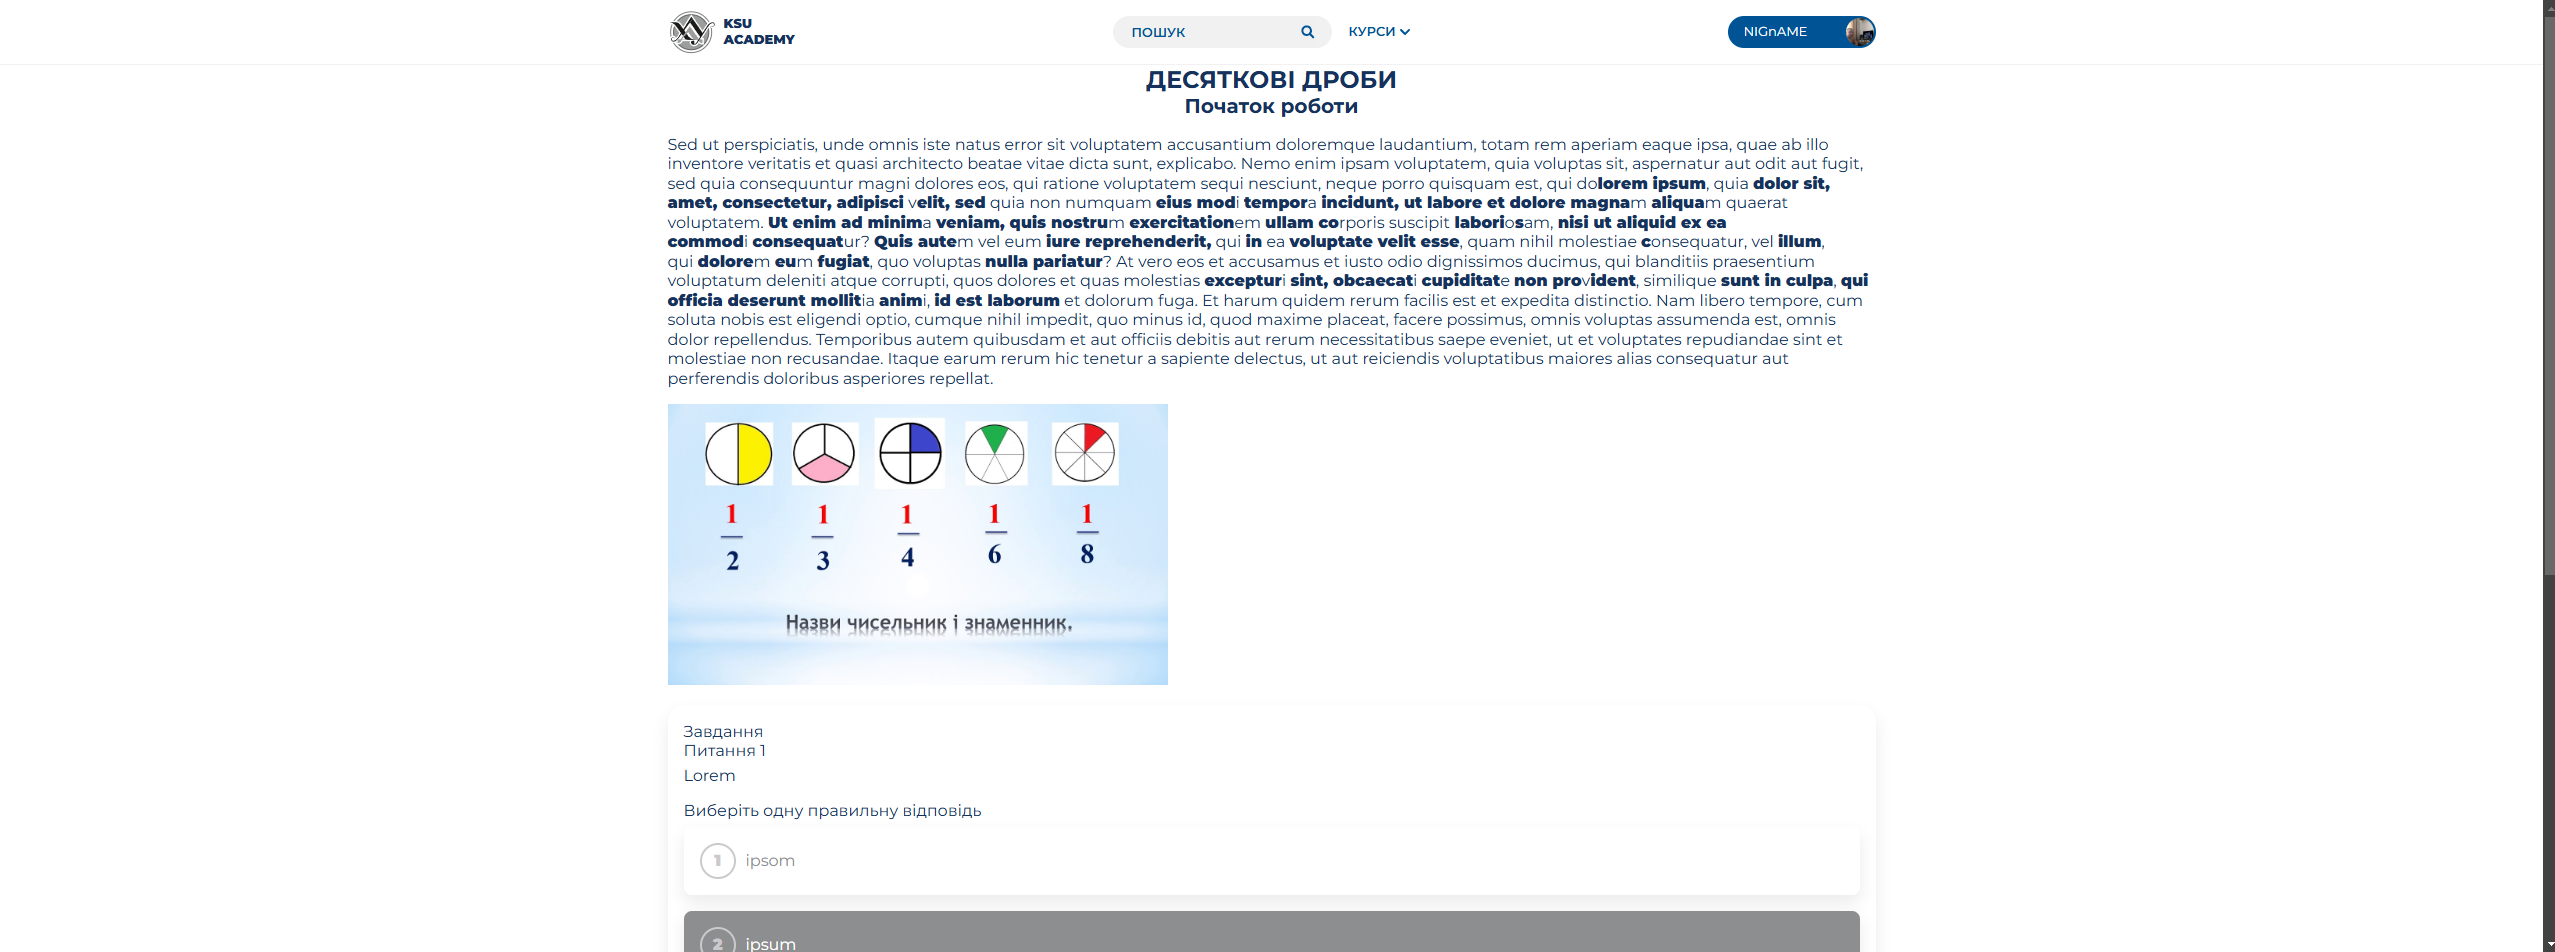 KSU
ACADEMY
ПОШУК
КУРСИ
NIGnAME
ДЕСЯТКОВІ ДРОБИ
Початок роботи
Sed ut perspiciatis, unde omnis iste natus error sit voluptatem accusantium doloremque laudantium, totam rem aperiam eaque ipsa, quae ab illo
inventore veritatis et quasi architecto beatae vitae dicta sunt, explicabo. Nemo enim ipsam voluptatem, quia voluptas sit, aspernatur aut odit aut fugit,
sed quia consequuntur magni dolores eos, qui ratione voluptatem sequi nesciunt, neque porro quisquam est, qui dolorem ipsum, quia dolor sit,
amet, consectetur, adipisci velit, sed quia non numquam eius modi tempora incidunt, ut labore et dolore magnam aliquam quaerat
voluptatem. Ut enim ad minima veniam, quis nostrum exercitationem ullam corporis suscipit laboriosam, nisi ut aliquid ex ea
commodi consequatur? Quis autem vel eum iure reprehenderit, qui in ea voluptate velit esse, quam nihil molestiae consequatur, vel illum,
qui dolorem eum fugiat, quo voluptas nulla pariatur? At vero eos et accusamus et iusto odio dignissimos ducimus, qui blanditiis praesentium
voluptatum deleniti atque corrupti, quos dolores et quas molestias excepturi sint, obcaecati cupiditate non provident, similique sunt in culpa, qui
officia deserunt mollitia animi, id est laborum et dolorum fuga. Et harum quidem rerum facilis est et expedita distinctio. Nam libero tempore, cum
soluta nobis est eligendi optio, cumque nihil impedit, quo minus id, quod maxime placeat, facere possimus, omnis voluptas assumenda est, omnis
dolor repellendus. Temporibus autem quibusdam et aut officiis debitis aut rerum necessitatibus saepe eveniet, ut et voluptates repudiandae sint et
molestiae non recusandae. Itaque earum rerum hic tenetur a sapiente delectus, ut aut reiciendis voluptatibus maiores alias consequatur aut
perferendis doloribus asperiores repellat.
1 1 1 1 1
2 3 4 6 8
Назви чисельник і знаменник.
Завдання
Питання 1
Lorem
Виберіть одну правильну відповідь
1 ipsom
2 ipsum